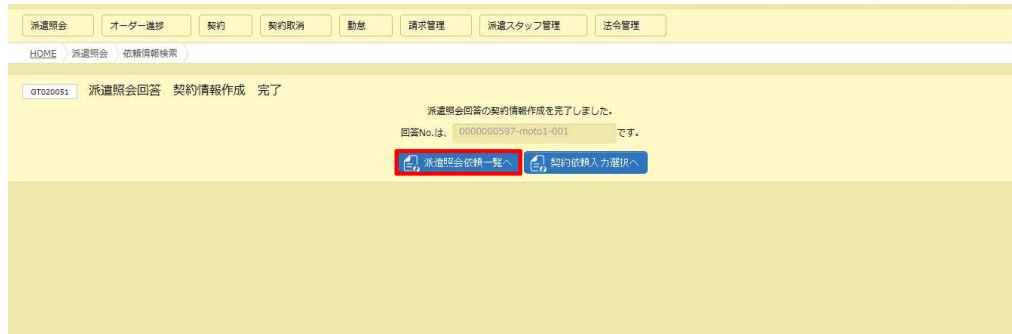 派遣照会 オーダー進捗 契約 契約取消 勤怠 請求管理 派遣スタッフ管理 法令管理
HOME 派遣照会 依頼情報検索
GT020051 派遣照会回答 契約情報作成 完了
派遣照会回答の契約情報作成を完了しました。
回答No.は、 0000000597-moto1-001 です。
派遣照会依頼一覧へ 契約依頼入力選択へ